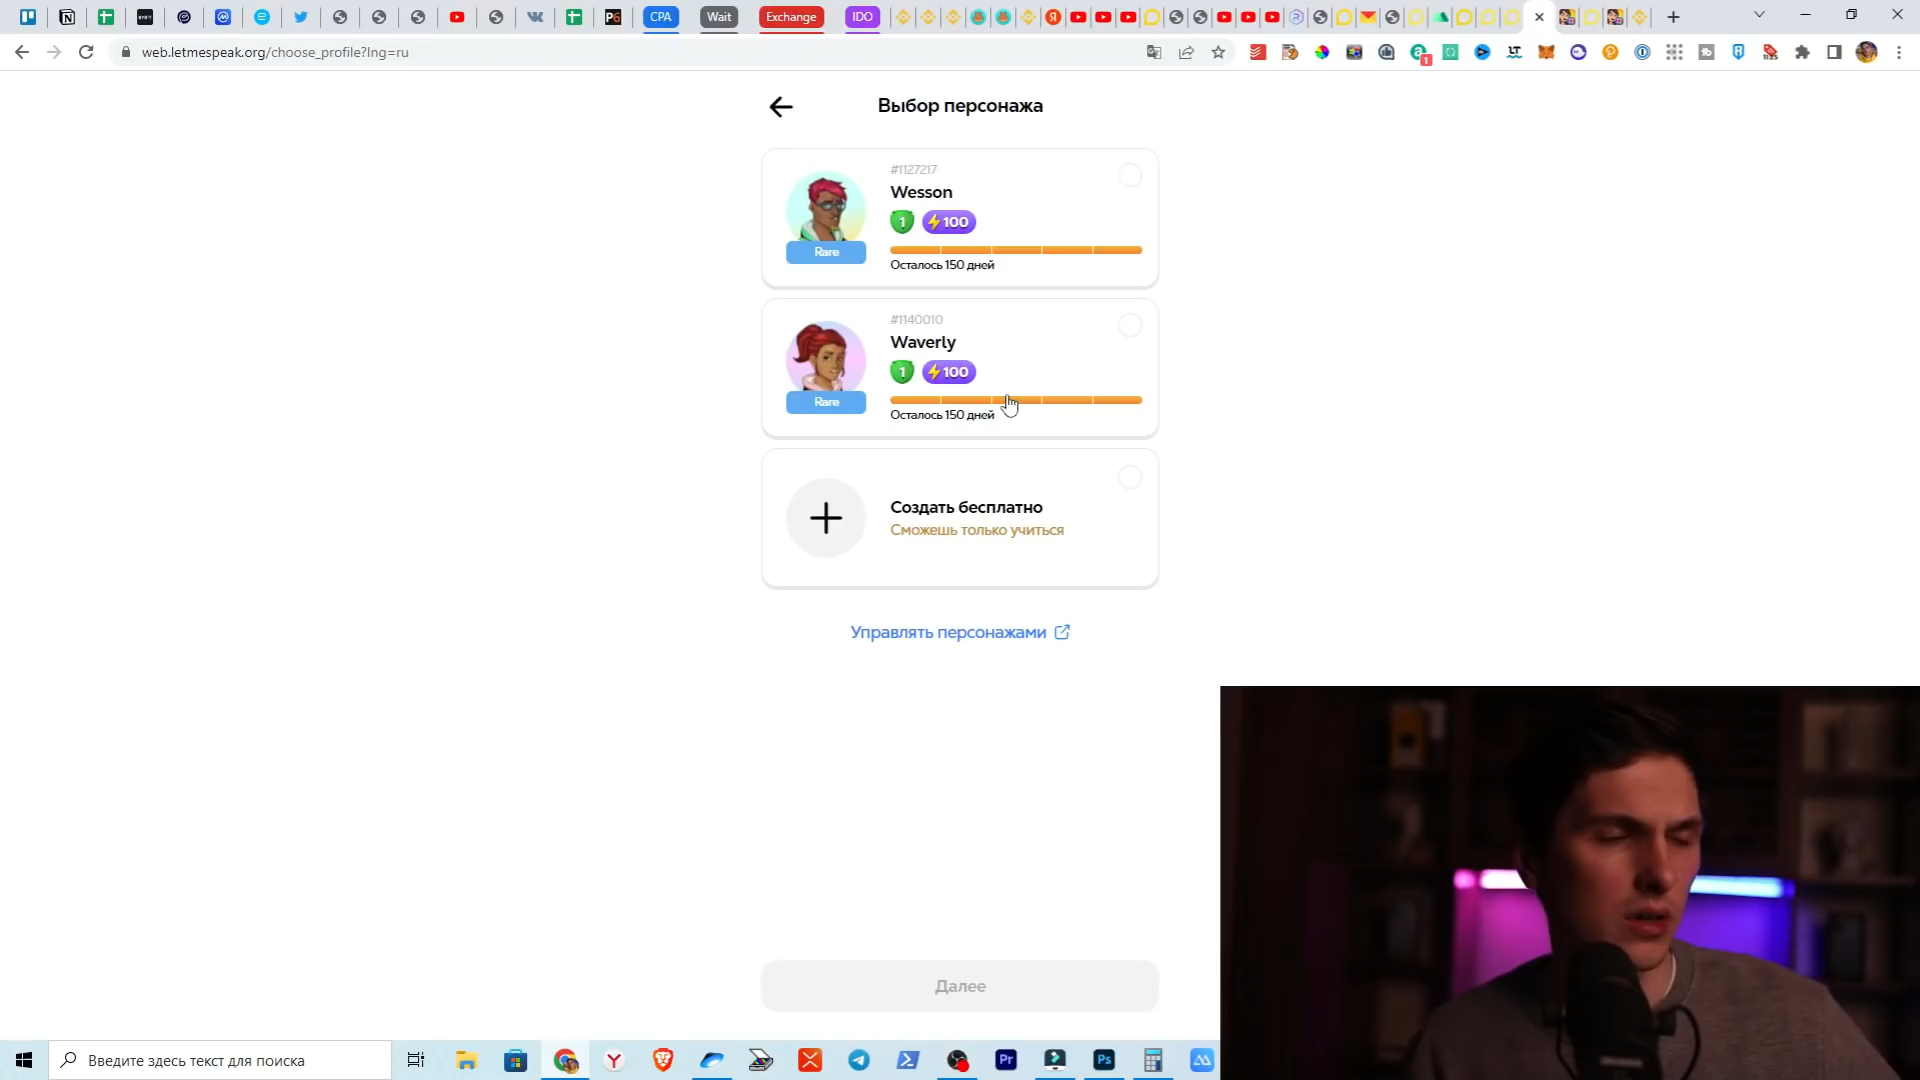 CPA
Wait
Exchange
IDO
web.letmespeak.org/choose_profile?lng=ru
Выбор персонажа
#1127217
Wesson
1
100
Rare
Осталось 150 дней
#1140010
Waverly
1
100
Rare
Осталось 150 дней
Создать бесплатно
Сможешь только учиться
Управлять персонажами
Далее
Введите здесь текст для поиска